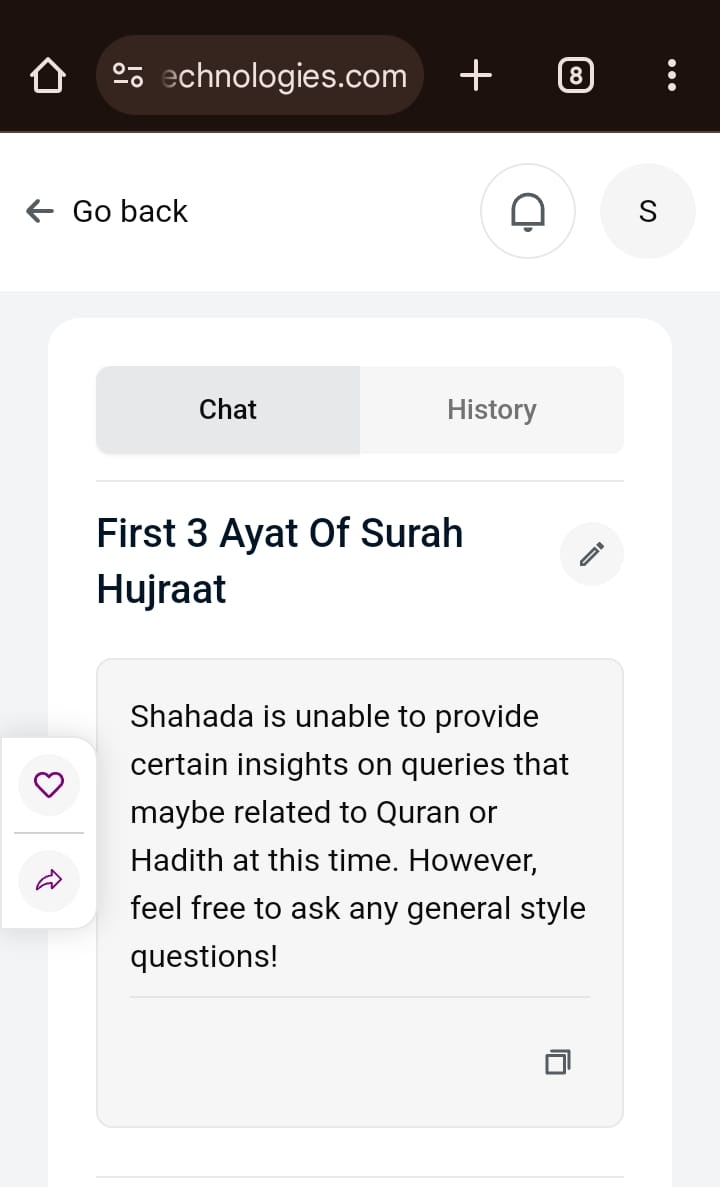 echnologies.com
8
Go back
S
Chat
History
First 3 Ayat Of Surah
Hujraat
Shahada is unable to provide
certain insights on queries that
maybe related to Quran or
Hadith at this time. However,
feel free to ask any general style
questions!